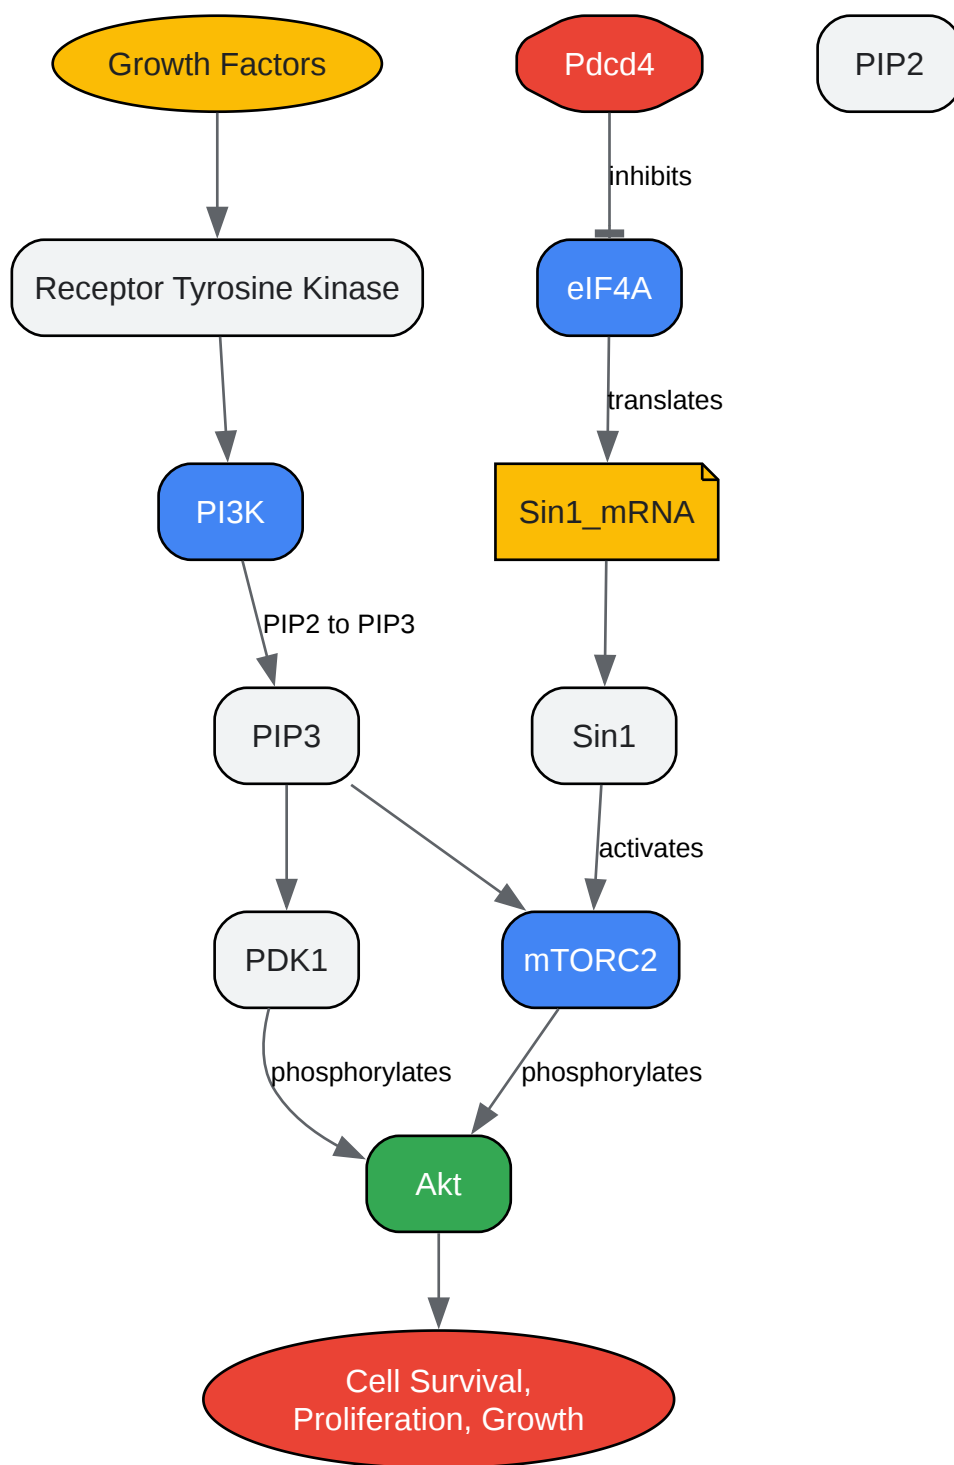 Growth Factors
Pdcd4
PIP2
inhibits
Receptor Tyrosine Kinase
eIF4A
translates
PI3K
Sin1_mRNA
PIP2 to PIP3
PIP3
Sin1
activates
PDK1
mTORC2
phosphorylates
phosphorylates
Akt
Cell Survival,
Proliferation, Growth